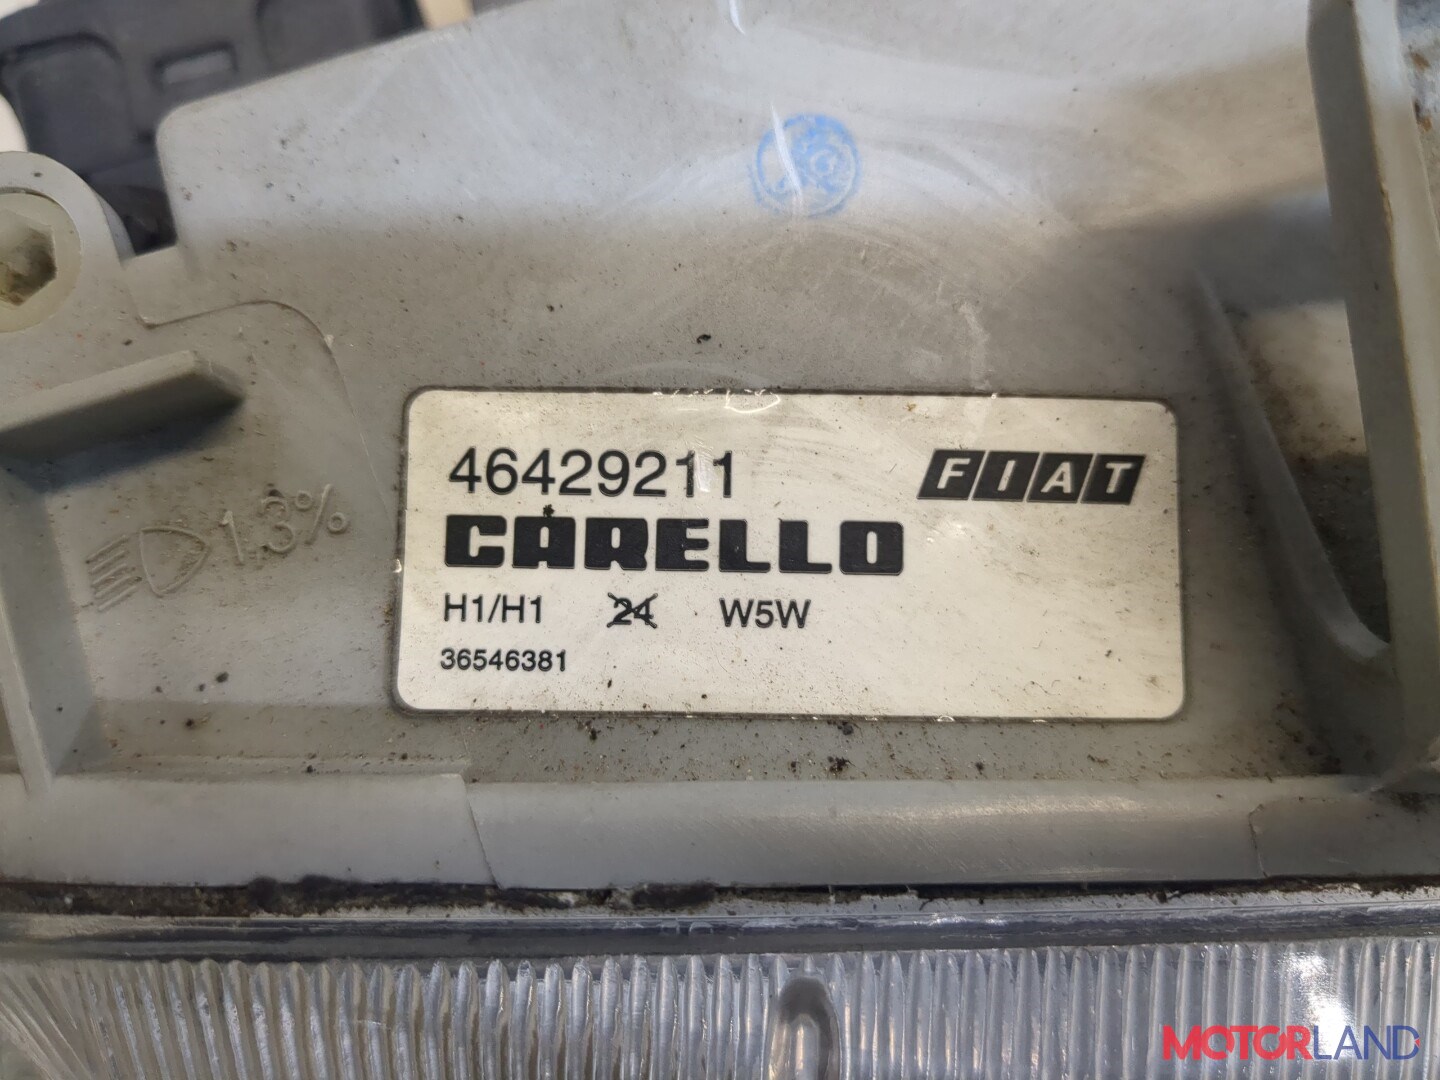 46429211
FIAT
CARELLO
H1/H1 24 W5W
36546381
1,3%
MOTORLAND